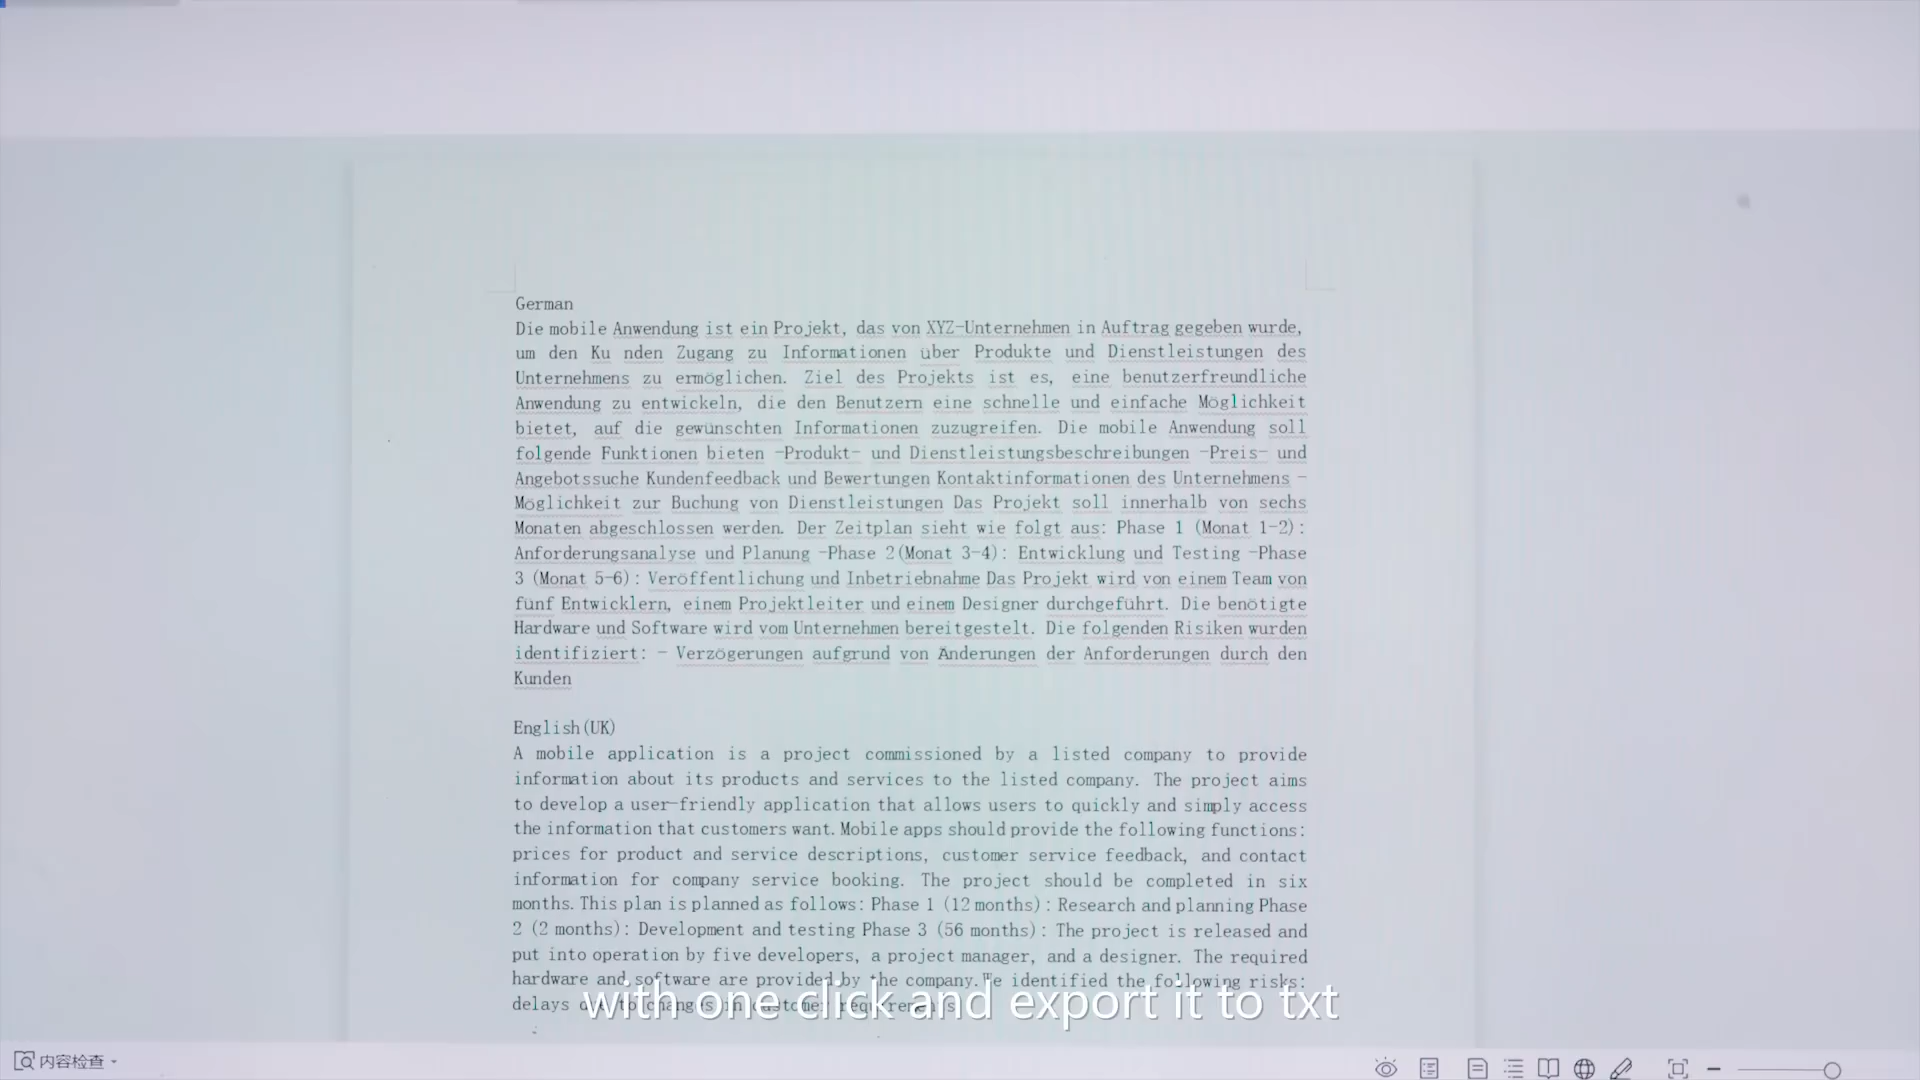 German
Die mobile Anwendung ist ein Projekt, das von XYZ-Unternehmen in Auftrag gegeben wurde,
um den Ku nden Zugang zu Informationen über Produkte und Dienstleistungen des
Unternehmens zu ermöglichen. Ziel des Projekts ist es, eine benutzerfreundliche
Anwendung zu entwickeln, die den Benutzern eine schnelle und einfache Möglichkeit
bietet, auf die gewünschten Informationen zuzugreifen. Die mobile Anwendung soll
folgende Funktionen bieten -Produkt- und Dienstleistungsbeschreibungen -Preis- und
Angebotssuche Kundenfeedback und Bewertungen Kontaktinformationen des Unternehmens -
Möglichkeit zur Buchung von Dienstleistungen Das Projekt soll innerhalb von sechs
Monaten abgeschlossen werden. Der Zeitplan sieht wie folgt aus: Phase 1 (Monat 1-2):
Anforderungsanalyse und Planung -Phase 2(Monat 3-4): Entwicklung und Testing -Phase
3 (Monat 5-6): Veröffentlichung und Inbetriebnahme Das Projekt wird von einem Team von
fünf Entwicklern, einem Projektleiter und einem Designer durchgeführt. Die benötigte
Hardware und Software wird vom Unternehmen bereitgestelt. Die folgenden Risiken wurden
identifiziert: - Verzögerungen aufgrund von Änderungen der Anforderungen durch den
Kunden
English(UK)
A mobile application is a project commissioned by a listed company to provide
information about its products and services to the listed company. The project aims
to develop a user-friendly application that allows users to quickly and simply access
the information that customers want. Mobile apps should provide the following functions:
prices for product and service descriptions, customer service feedback, and contact
information for company service booking. The project should be completed in six
months. This plan is planned as follows: Phase 1 (12 months): Research and planning Phase
2 (2 months): Development and testing Phase 3 (56 months): The project is released and
put into operation by five developers, a project manager, and a designer. The required
hardware and software are provided by the company. We identified the following risks:
delays
with one click and export it to txt
内容检查